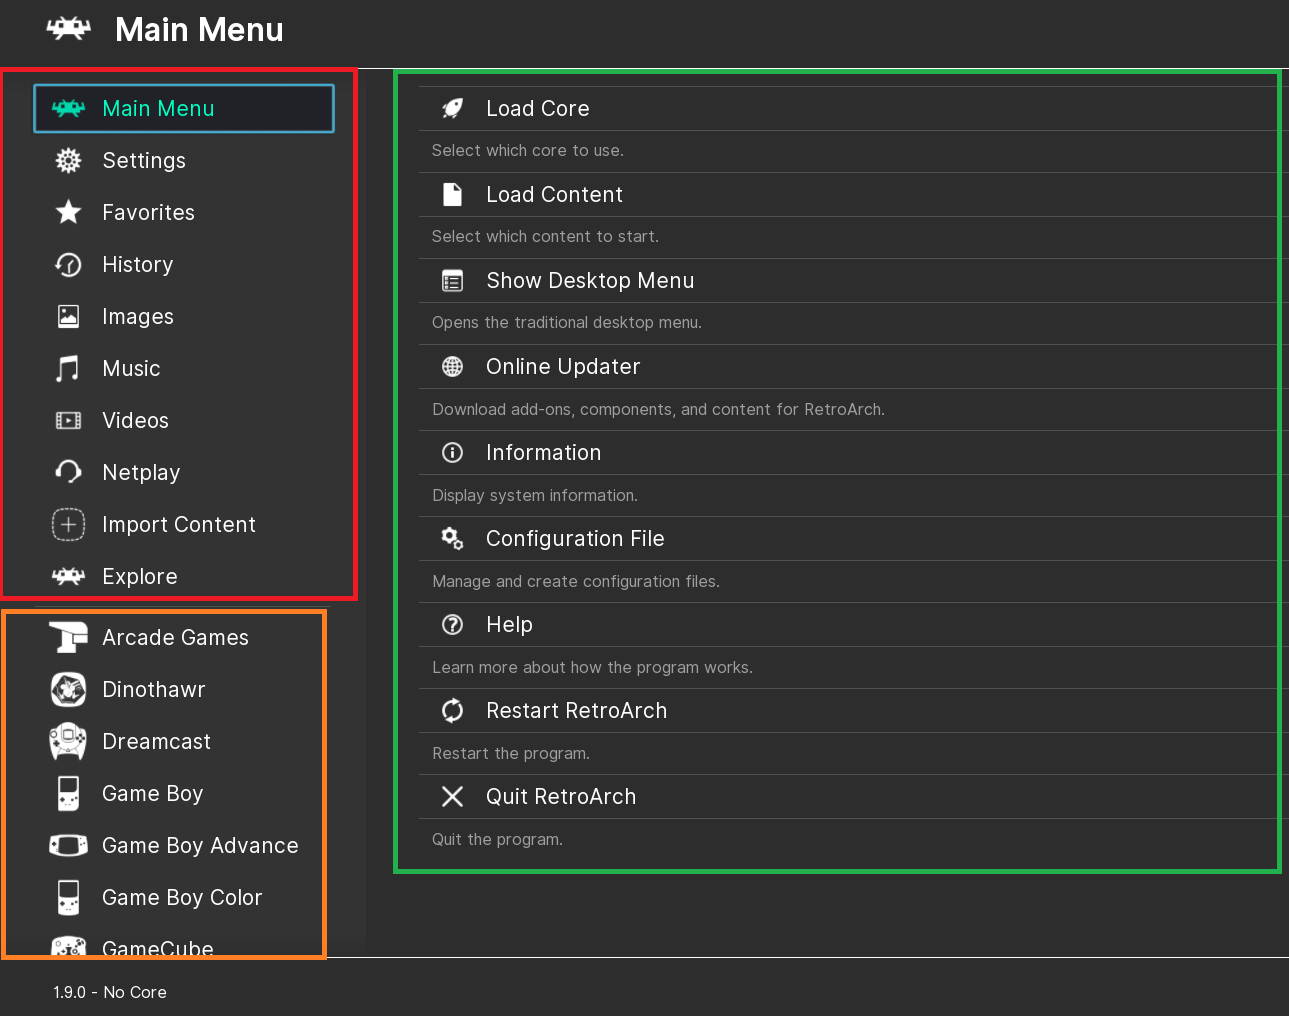 Main Menu
Main Menu
Settings
Favorites
History
Images
Music
Videos
Netplay
Import Content
Explore
Arcade Games
Dinothawr
Dreamcast
Game Boy
Game Boy Advance
Game Boy Color
GameCube
Load Core
Select which core to use.
Load Content
Select which content to start.
Show Desktop Menu
Opens the traditional desktop menu.
Online Updater
Download add-ons, components, and content for RetroArch.
Information
Display system information.
Configuration File
Manage and create configuration files.
Help
Learn more about how the program works.
Restart RetroArch
Restart the program.
Quit RetroArch
Quit the program.
1.9.0 - No Core